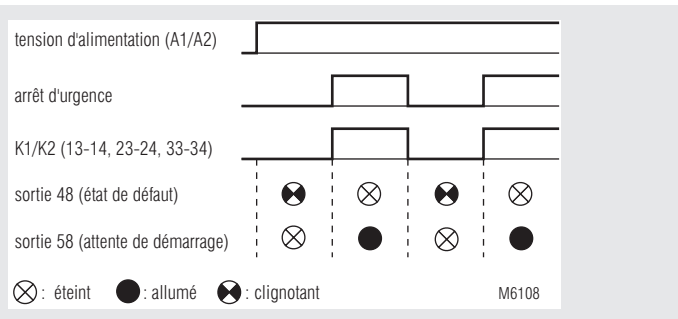 tension d'alimentation (A1/A2)
arrêt d'urgence
K1/K2 (13-14, 23-24, 33-34)
sortie 48 (état de défaut)
sortie 58 (attente de démarrage)
: éteint : allumé : clignotant M6108